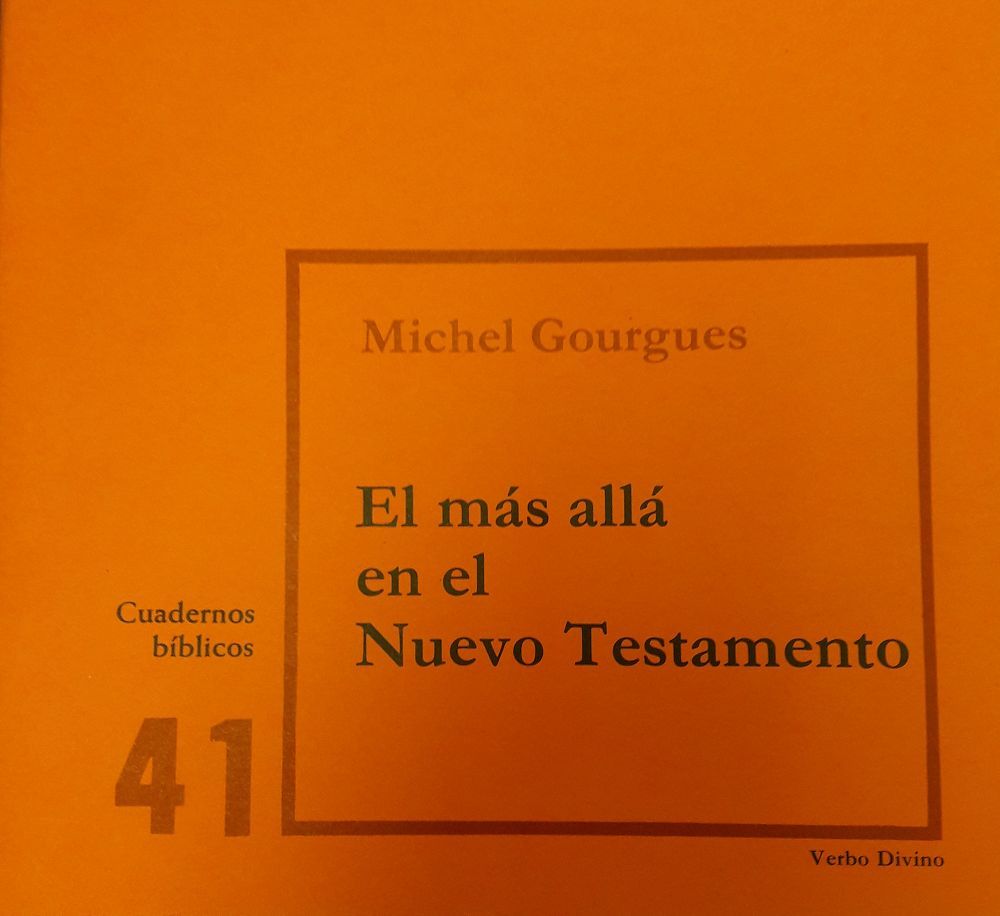 Michel Gourgues
El más allá
en el
Nuevo Testamento
Cuadernos
bíblicos
41
Verbo Divino